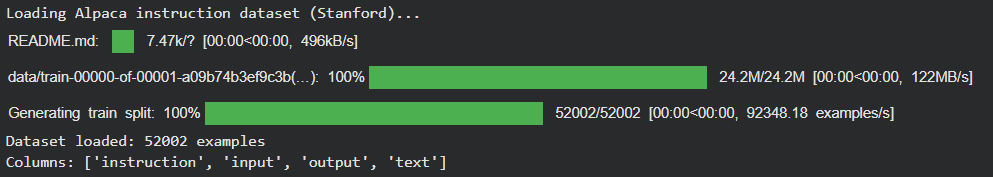 Loading Alpaca instruction dataset (Stanford)...
README.md: 7.47k/? [00:00<00:00, 496kB/s]
data/train-00000-of-00001-a09b74b3ef9c3b(…): 100% 24.2M/24.2M [00:00<00:00, 122MB/s]
Generating train split: 100% 52002/52002 [00:00<00:00, 92348.18 examples/s]
Dataset loaded: 52002 examples
Columns: ['instruction', 'input', 'output', 'text']